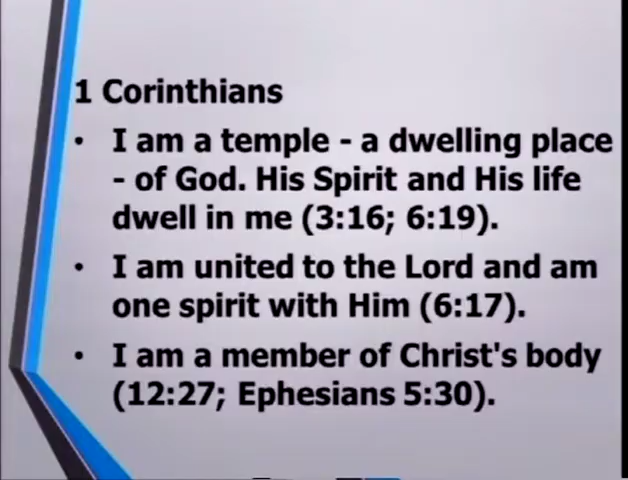 1 Corinthians
• I am a temple - a dwelling place
- of God. His Spirit and His life
dwell in me (3:16; 6:19).
• I am united to the Lord and am
one spirit with Him (6:17).
• I am a member of Christ's body
(12:27; Ephesians 5:30).